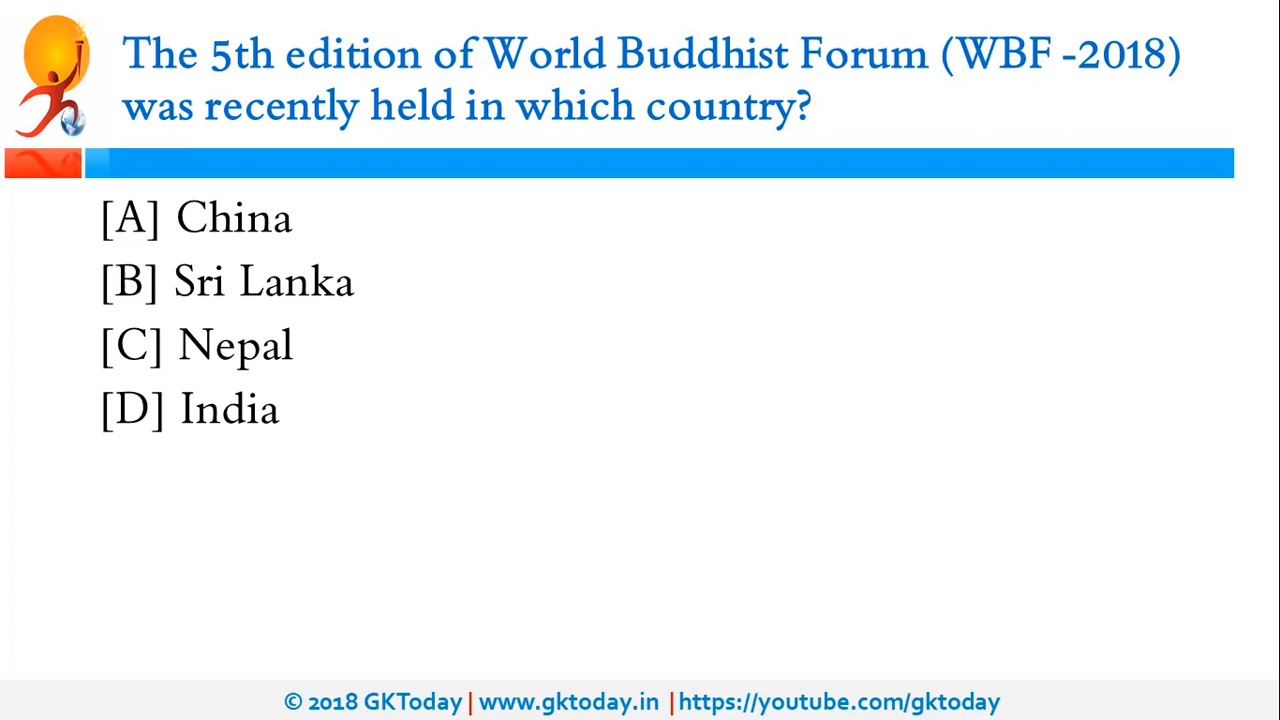 The 5th edition of World Buddhist Forum (WBF -2018)
was recently held in which country?
[A] China
[B] Sri Lanka
[C] Nepal
[D] India
© 2018 GKToday | www.gktoday.in | https://youtube.com/gktoday